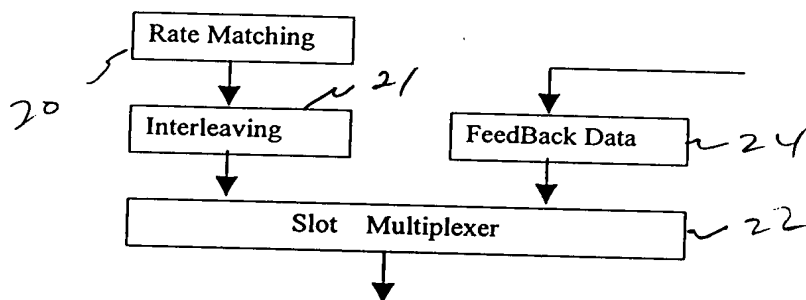 Rate Matching
20
21
Interleaving
FeedBack Data
24
Slot Multiplexer
22